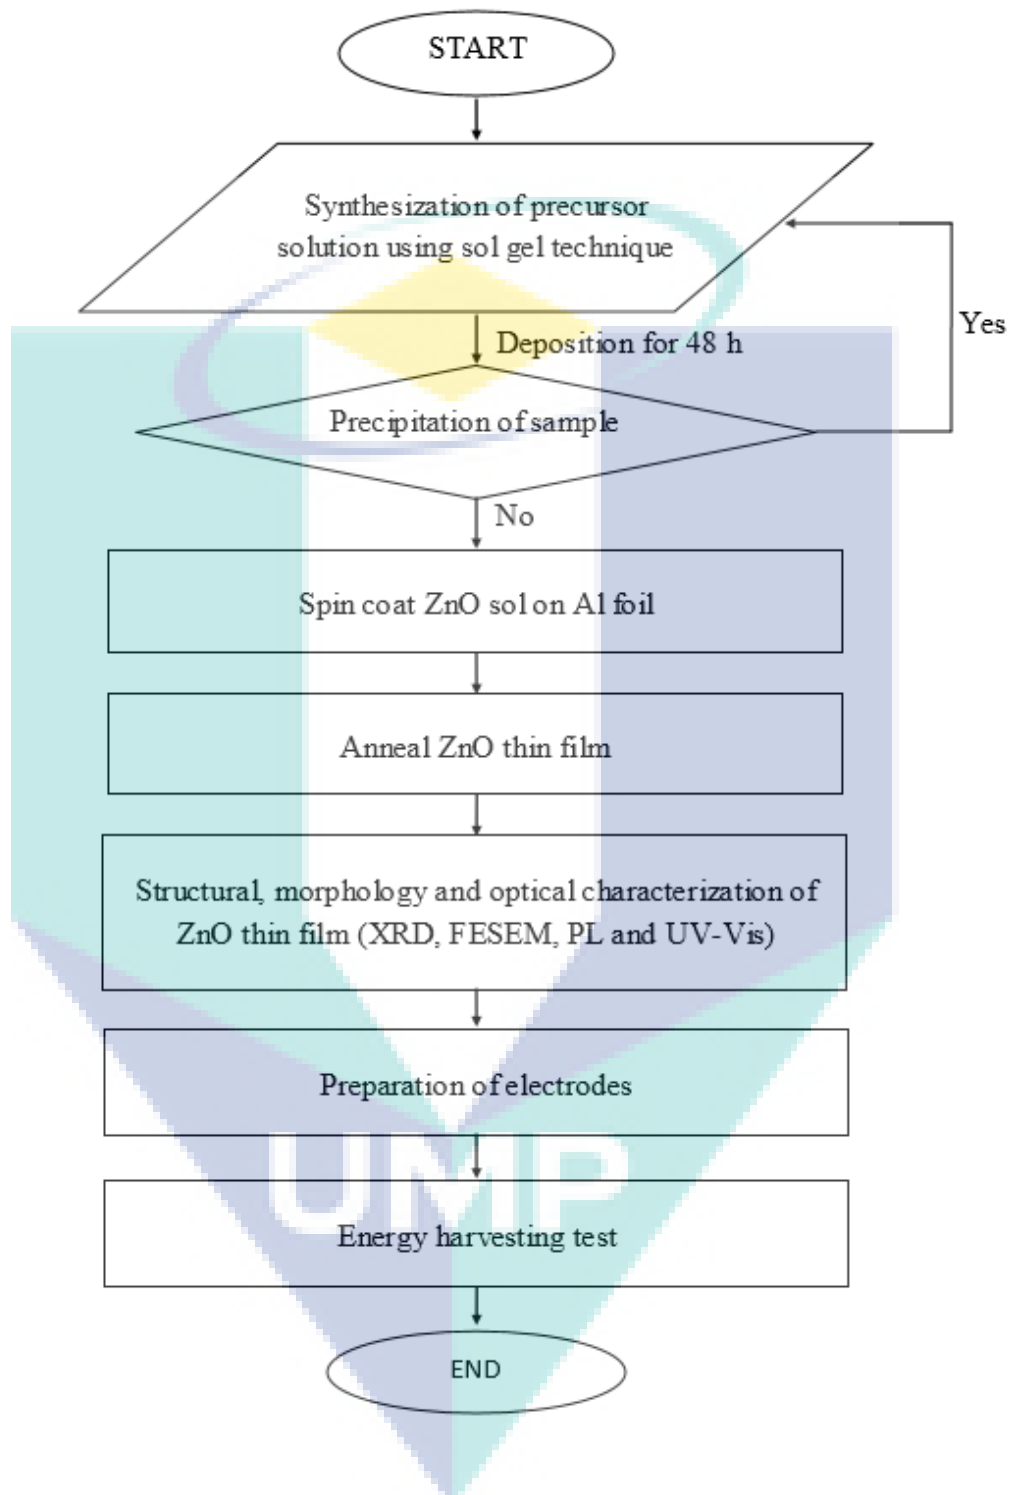 START
Synthesization of precursor
solution using sol gel technique
Yes
Deposition for 48 h
Precipitation of sample
No
Spin coat ZnO sol on Al foil
Anneal ZnO thin film
Structural, morphology and optical characterization of
ZnO thin film (XRD, FESEM, PL and UV-Vis)
Preparation of electrodes
UMP
Energy harvesting test
END